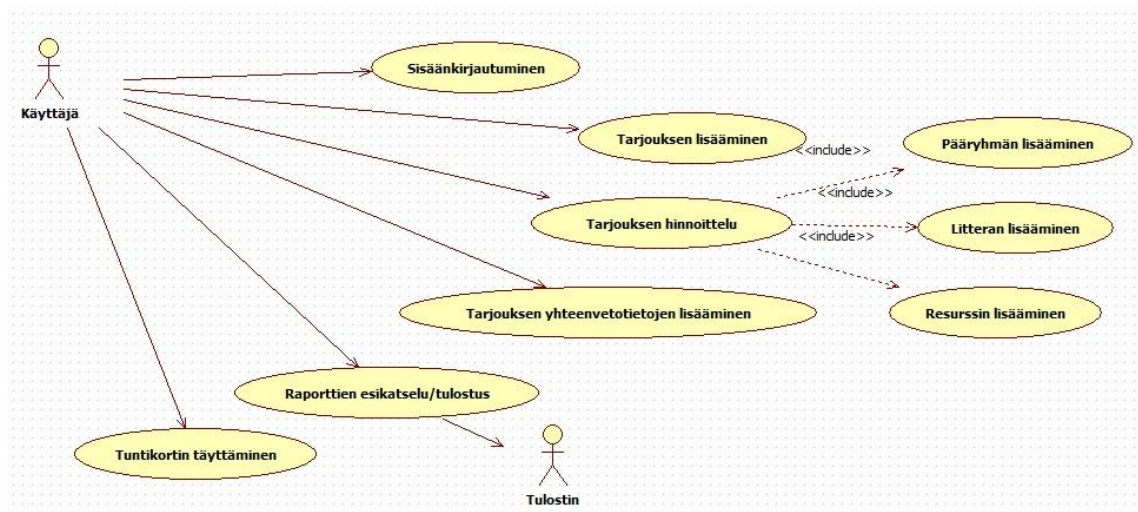 Sisäänkirjautuminen
Käyttäjä
Tarjouksen lisääminen
<<include>>
Pääryhmän lisääminen
<<include>>
Tarjouksen hinnoittelu
<<include>>
Litteran lisääminen
Tarjouksen yhteenvetotietojen lisääminen
Resurssin lisääminen
Raporttien esikatselu/tulostus
Tuntikortin täyttäminen
Tulostin